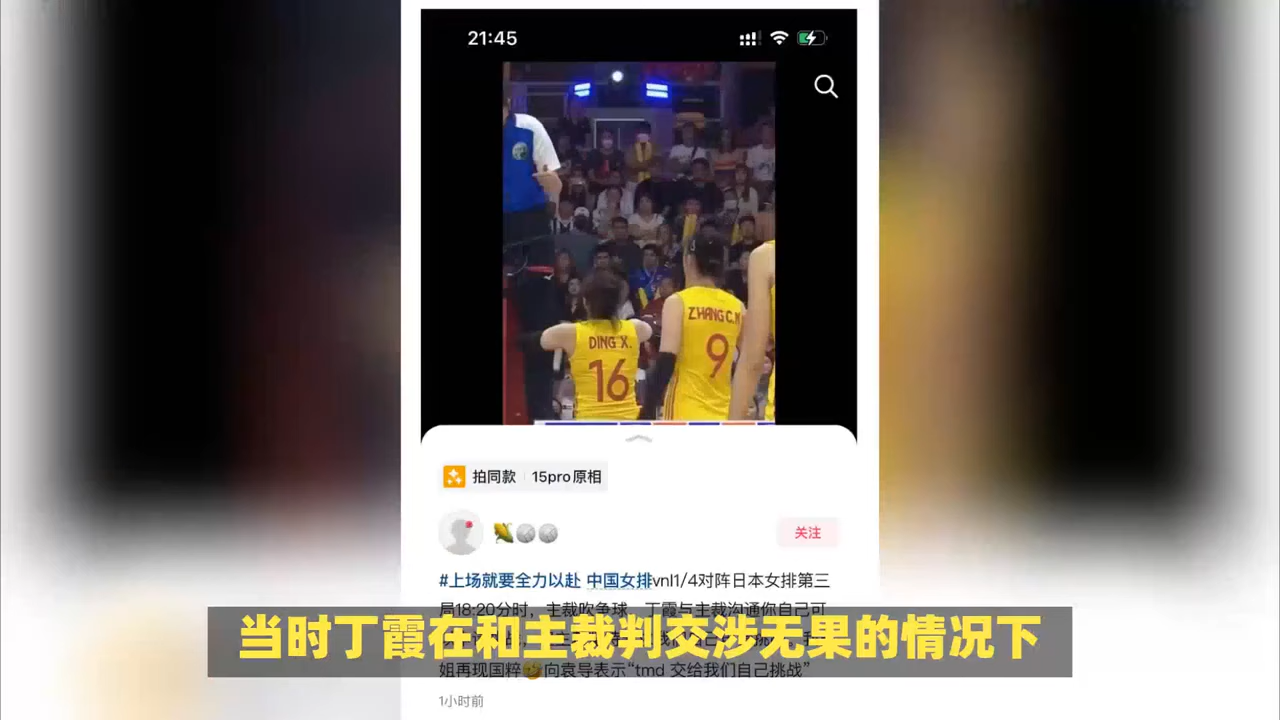 21:45
DING X.
16
ZHANG C.N
9
拍同款 15pro原相
关注
#上场就要全力以赴 中国女排vnl1/4对阵日本女排第三
局18:20分时，主裁吹争球，丁霞与主裁沟通你自己可
当时丁霞在和主裁判交涉无果的情况下
姐再现国粹 向袁导表示“tmd 交给我们自己挑战”
1小时前